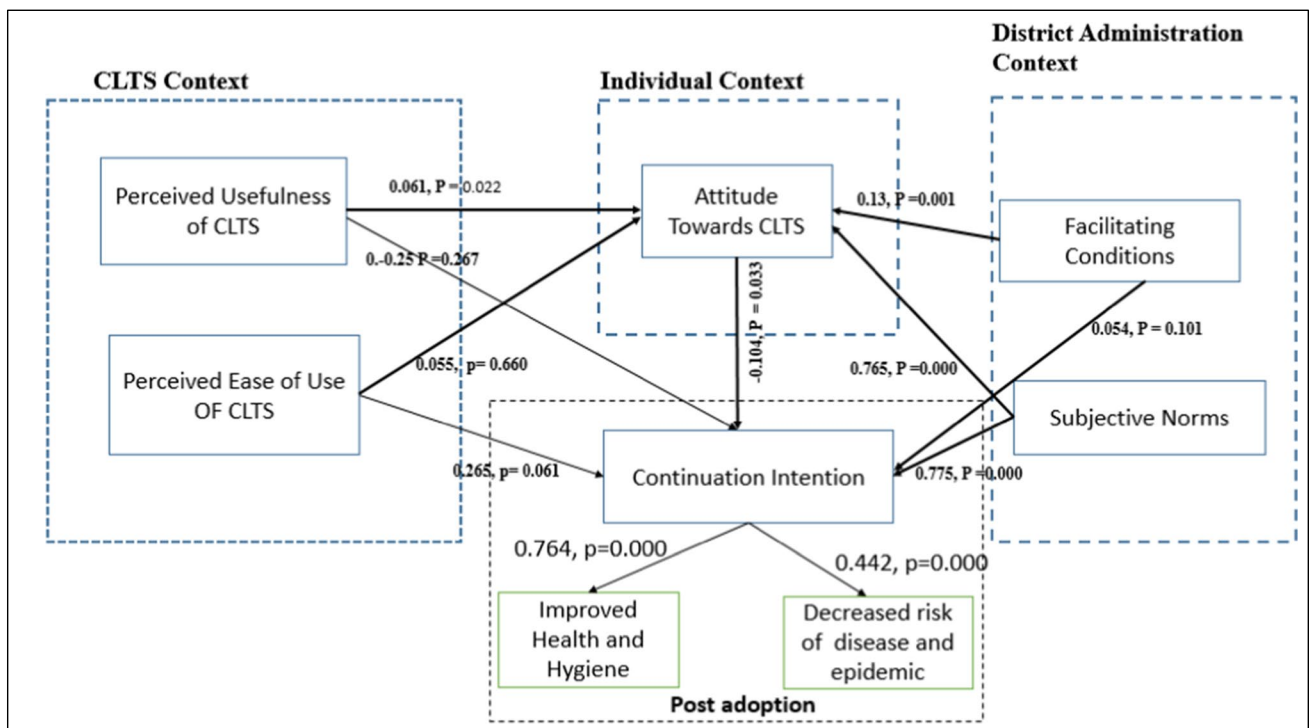 District Administration
Context
CLTS Context
Individual Context
Perceived Usefulness
of CLTS
0.061, P = 0.022
Attitude
Towards CLTS
0.13, P =0.001
Facilitating
Conditions
0.-0.25 P =0.267
-0.104, P = 0.033
0.054, P = 0.101
Perceived Ease of Use
OF CLTS
0.055, p= 0.660
0.765, P =0.000
Subjective Norms
0.265, p= 0.061
Continuation Intention
0.775, P =0.000
0.764, p=0.000
0.442, p=0.000
Improved
Health and
Hygiene
Decreased risk
of disease and
epidemic
Post adoption